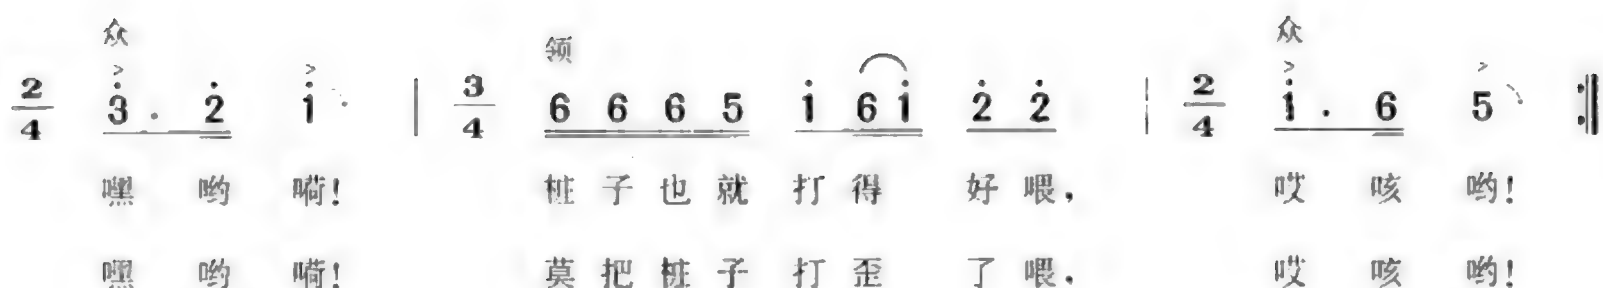 众 领 众
2/4 3 . 2 1 | 3/4 6 6 6 5 1 6 1 2 2 | 2/4 1 . 6 5 :‖
嘿 哟 嗬! 桩 子 也 就 打 得 好 喂, 哎 咳 哟!
嘿 哟 嗬! 莫 把 桩 子 打 歪 了 喂, 哎 咳 哟!